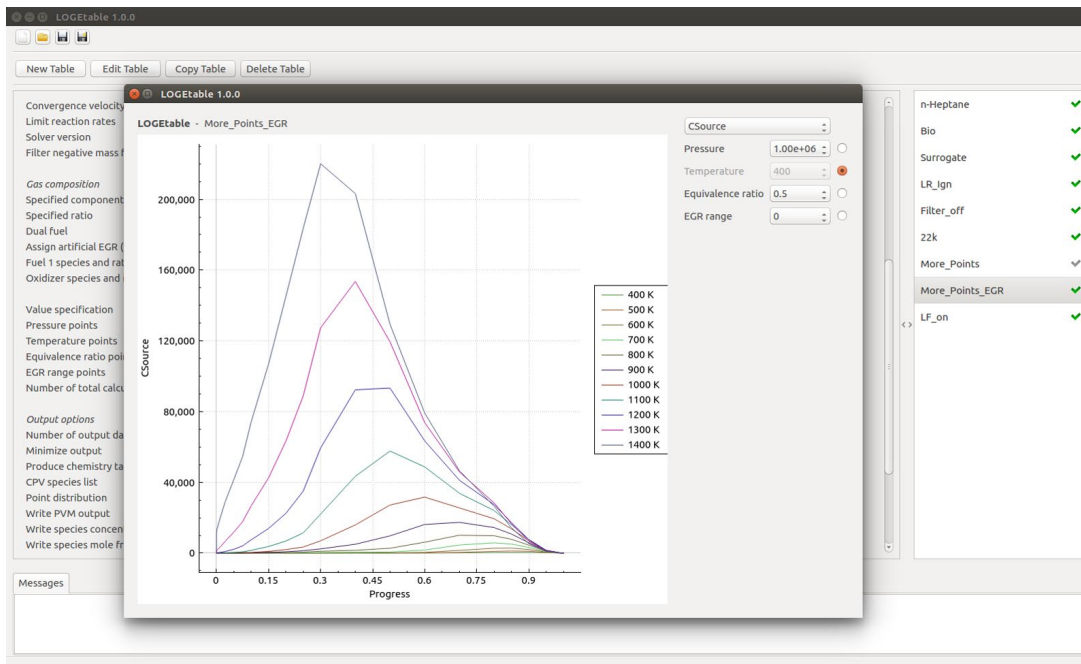 LOGEtable 1.0.0
New Table
Edit Table
Copy Table
Delete Table
Convergence velocity
Limit reaction rates
Solver version
Filter negative mass
Gas composition
Specified component
Specified ratio
Dual fuel
Assign artificial EGR
Fuel 1 species and
Oxidizer species and
Value specification
Pressure points
Temperature points
Equivalence ratio
EGR range points
Number of total
Output options
Number of output
Minimize output
Produce chemistry
CPV species list
Point distribution
Write PVM output
Write species
Write species mole
LOGEtable 1.0.0
LOGEtable - More_Points_EGR
CSource
200,000
160,000
120,000
80,000
40,000
0
0
0.15
0.3
0.45
0.6
0.75
0.9
Progress
400 K
500 K
600 K
700 K
800 K
900 K
1000 K
1100 K
1200 K
1300 K
1400 K
CSource
Pressure 1.00e+06
Temperature 400
Equivalence ratio 0.5
EGR range 0
n-Heptane
Bio
Surrogate
LR_Ign
Filter_off
22k
More_Points
More_Points_EGR
LF_on
Messages